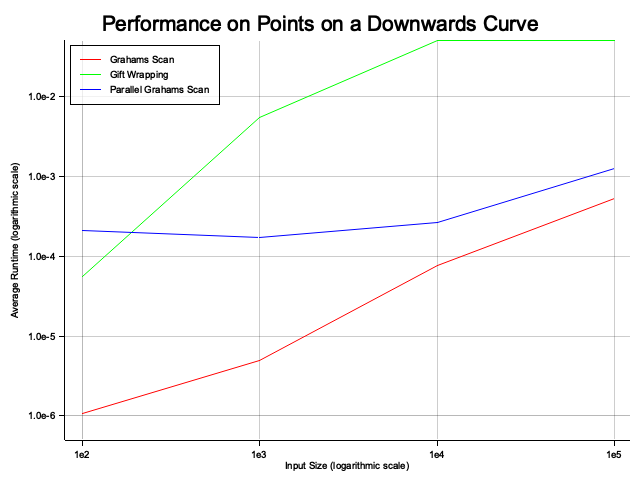 Performance on Points on a Downwards Curve
Grahams Scan
Gift Wrapping
Parallel Grahams Scan
Average Runtime (logarithmic scale)
1.0e-2
1.0e-3
1.0e-4
1.0e-5
1.0e-6
1e2
1e3
1e4
1e5
Input Size (logarithmic scale)